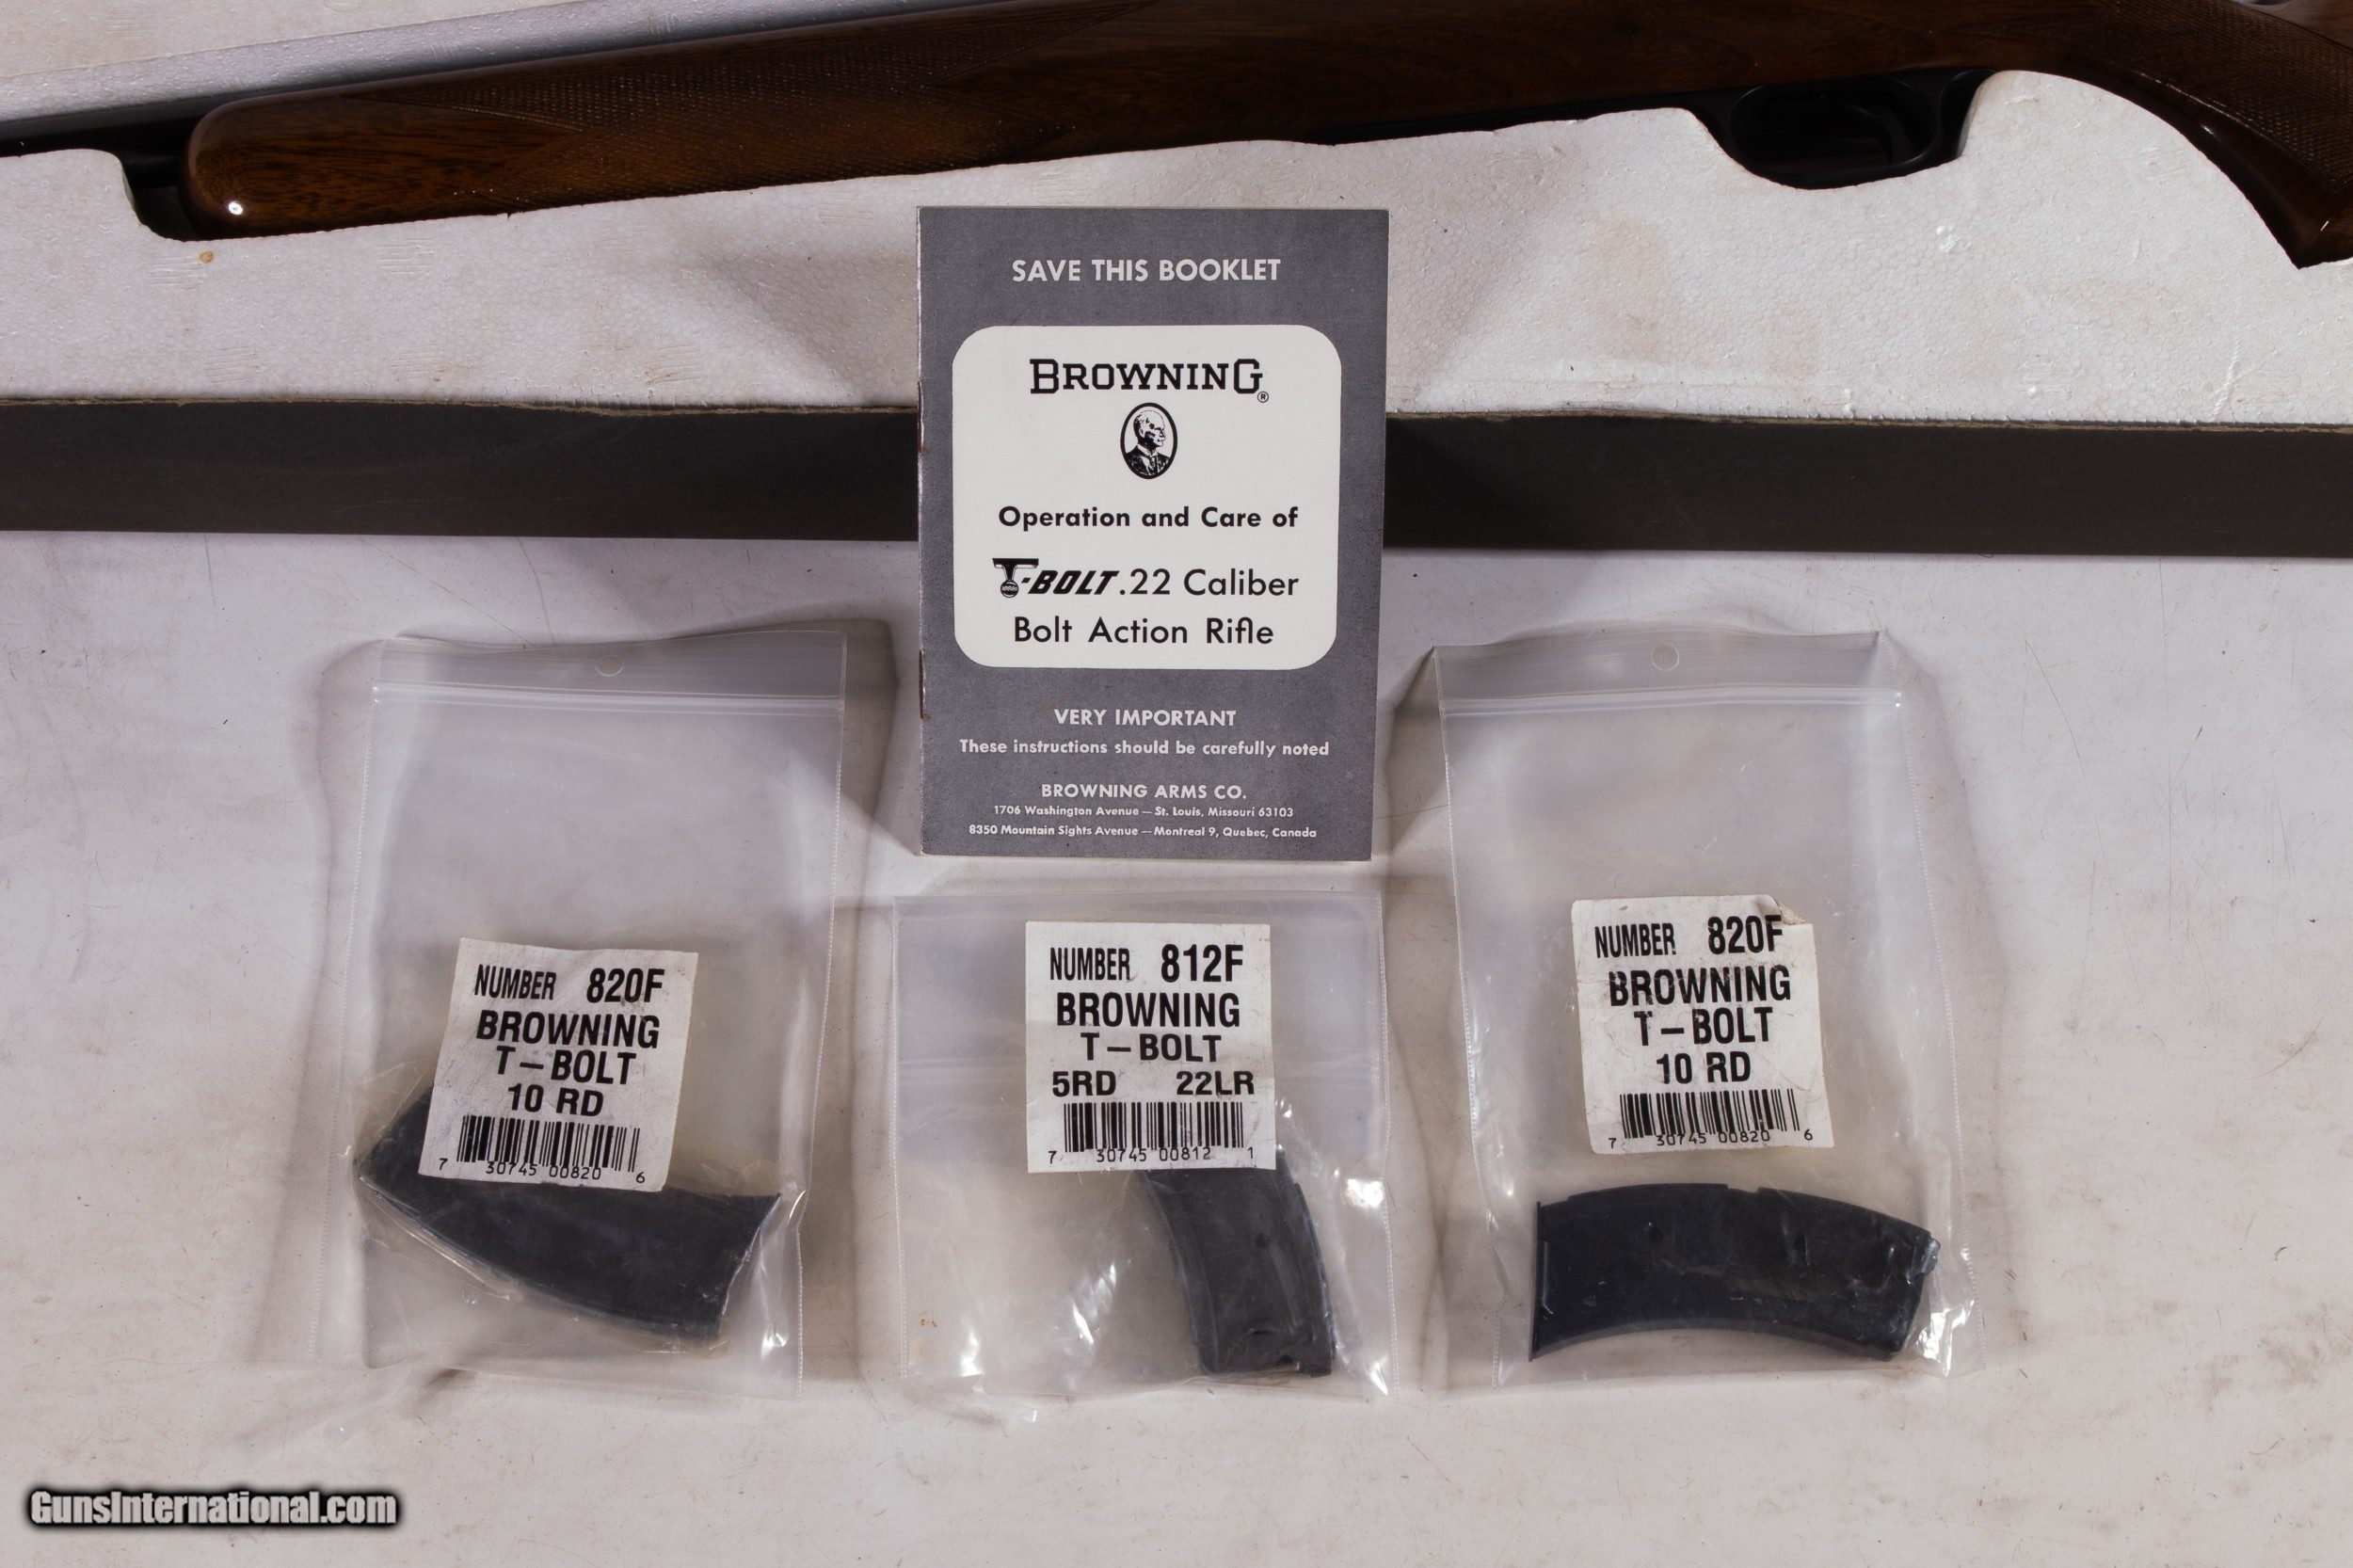 SAVE THIS BOOKLET
BROWNING®
Operation and Care of
T-BOLT .22 Caliber
Bolt Action Rifle
VERY IMPORTANT
These instructions should be carefully noted
BROWNING ARMS CO.
1706 Washington Avenue — St. Louis, Missouri 63103
8350 Mountain Sights Avenue — Montreal 9, Quebec, Canada
NUMBER 820F
BROWNING
T-BOLT
10 RD
7 30745 00820 6
NUMBER 812F
BROWNING
T-BOLT
5RD 22LR
7 30745 00812 1
NUMBER 820F
BROWNING
T-BOLT
10 RD
7 30745 00820 6
GunsInternational.com